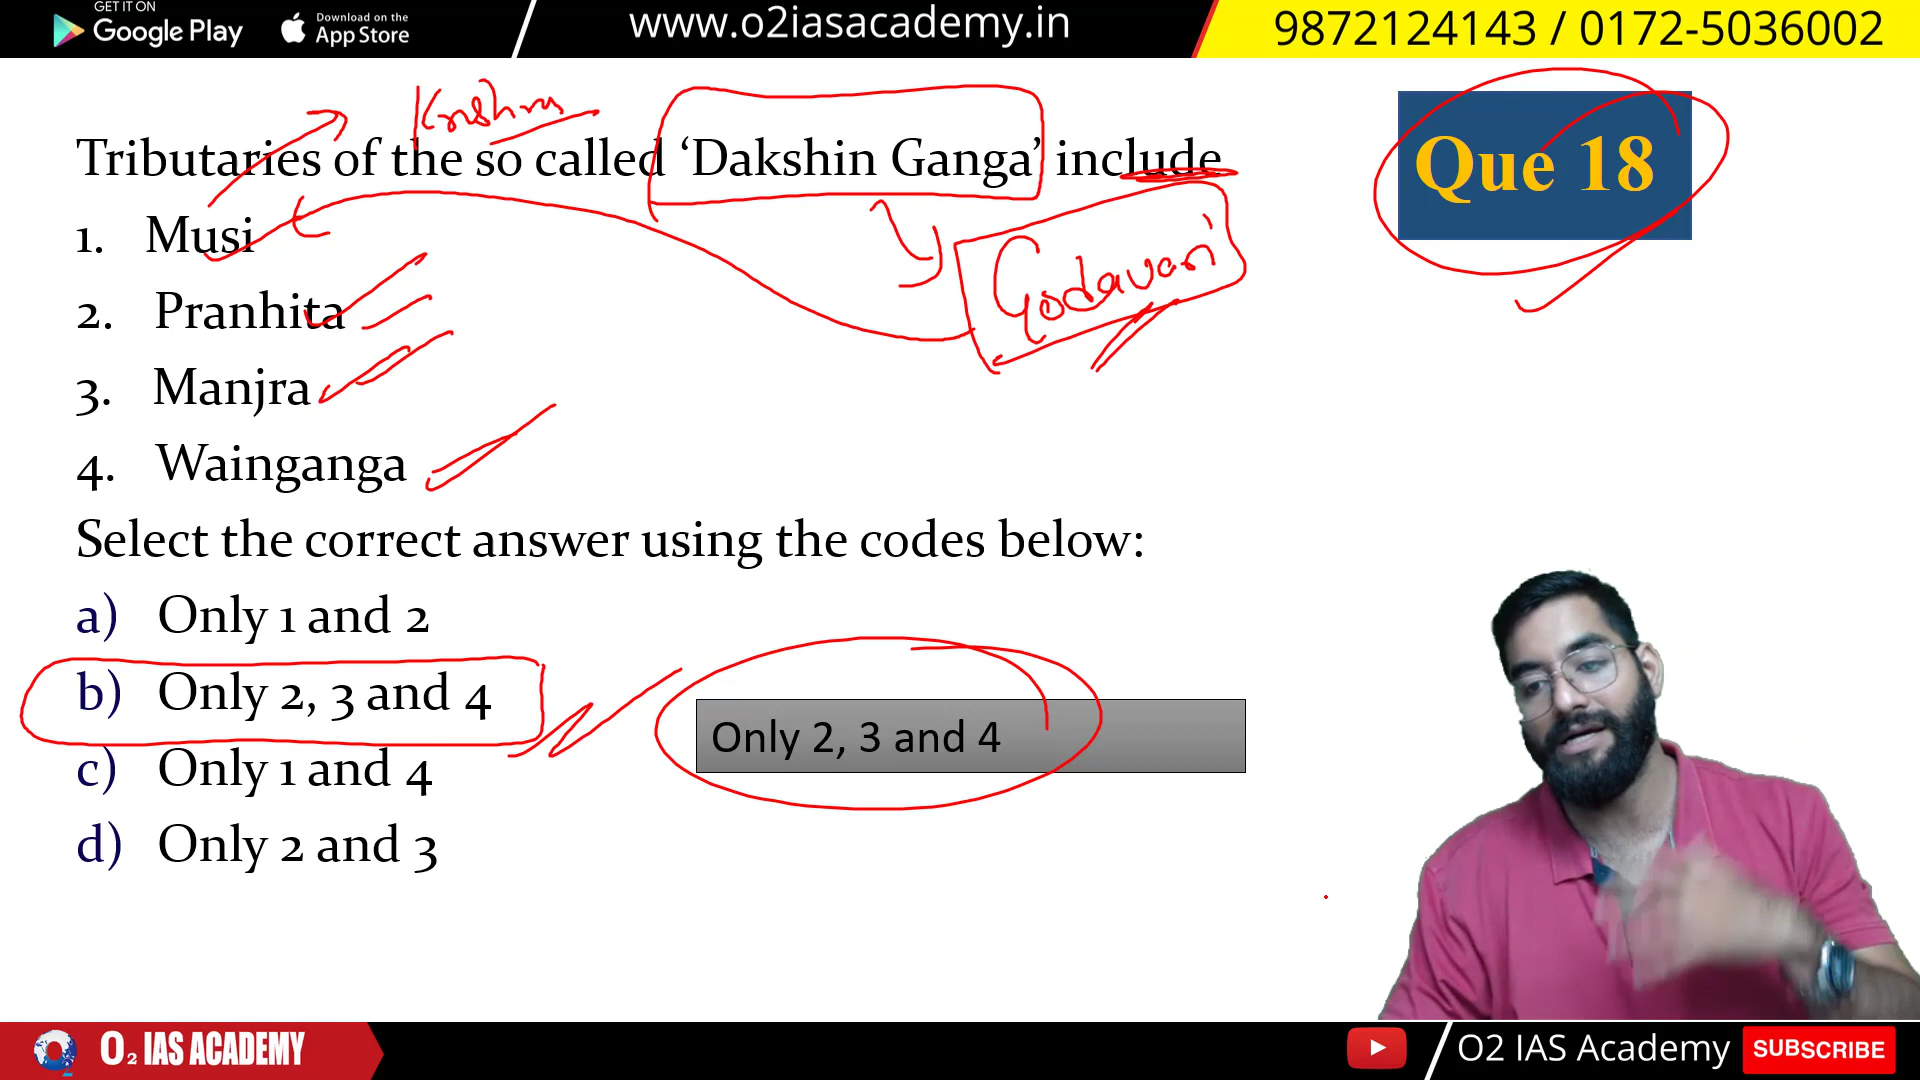 GET IT ON
Google Play
Download on the
App Store
www.o2iasacademy.in
9872124143 / 0172-5036002
Krishna
Tributaries of the so called ‘Dakshin Ganga’ include
Que 18
1. Musi
Godavari
2. Pranhita
3. Manjra
4. Wainganga
Select the correct answer using the codes below:
a) Only 1 and 2
b) Only 2, 3 and 4
Only 2, 3 and 4
c) Only 1 and 4
d) Only 2 and 3
O2 IAS ACADEMY
O2 IAS Academy
SUBSCRIBE